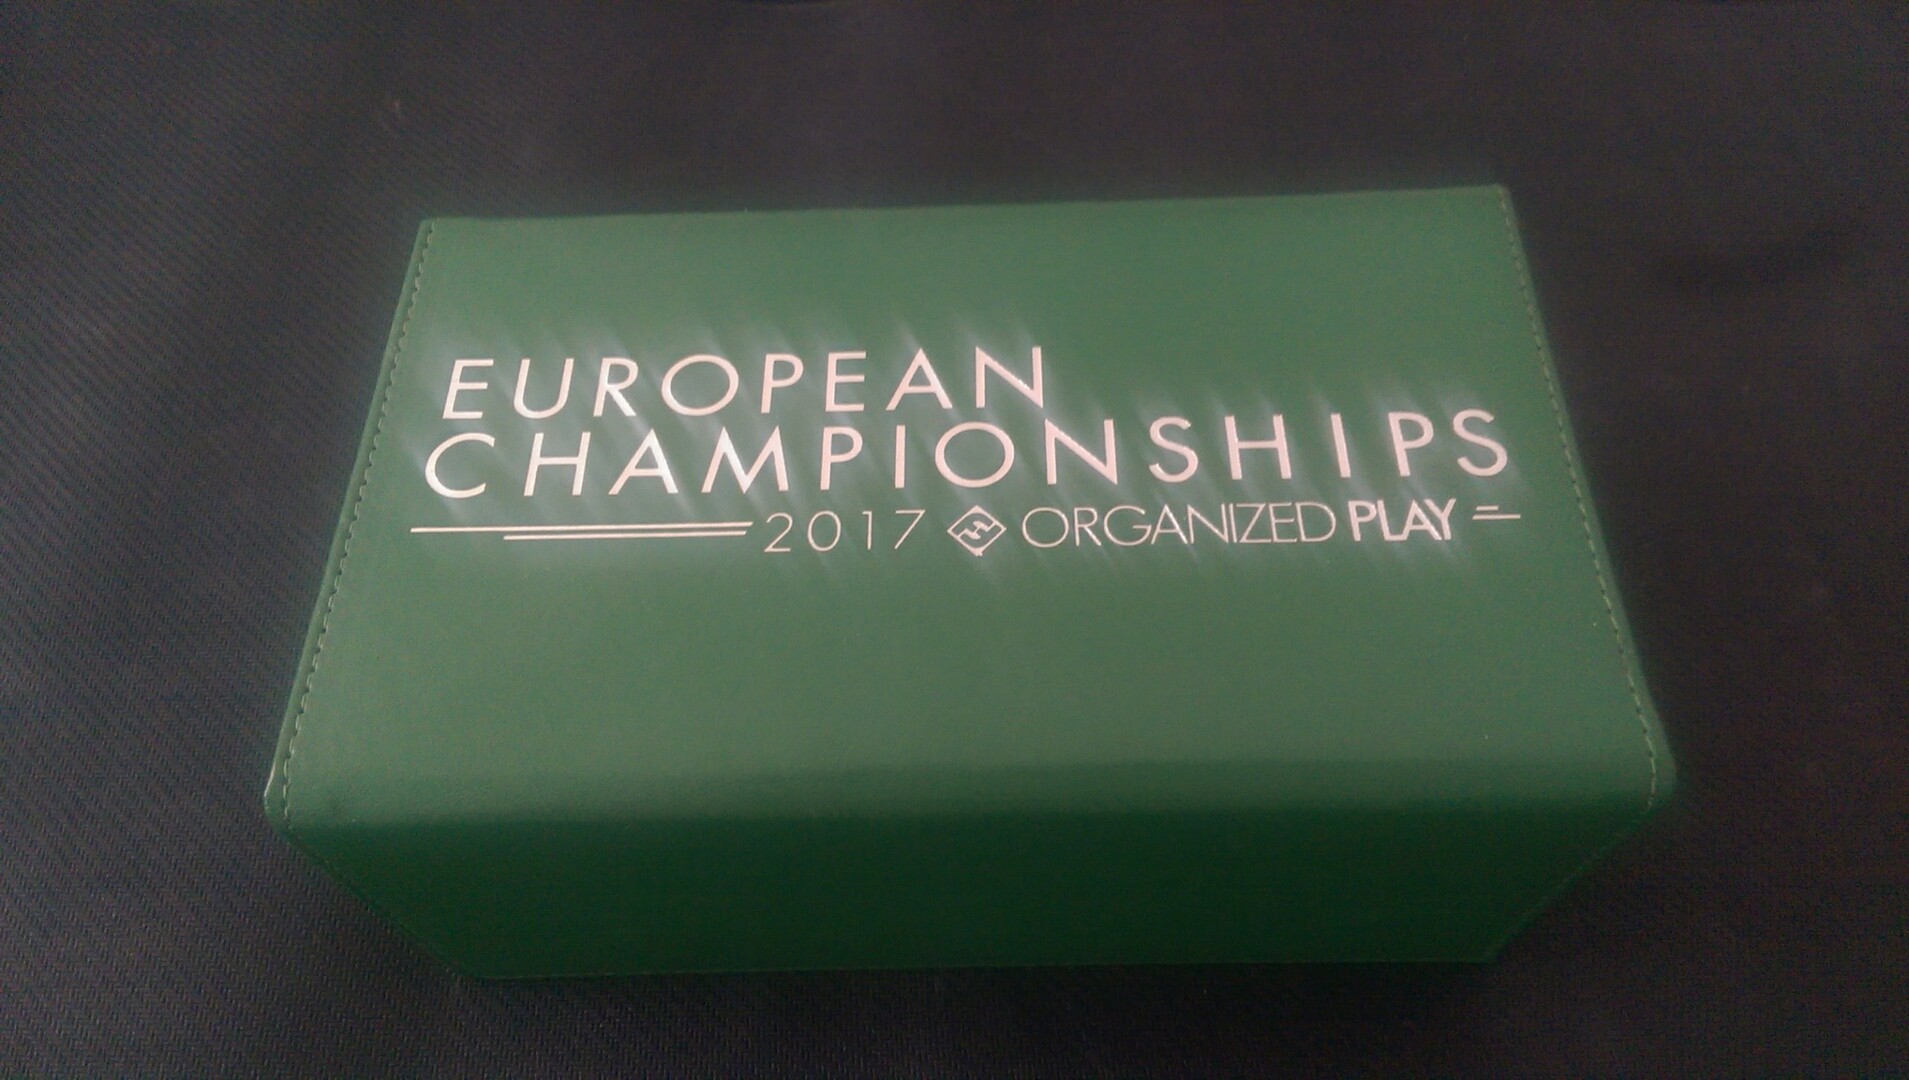 EUROPEAN
CHAMPIONSHIPS
2017 ORGANIZED PLAY